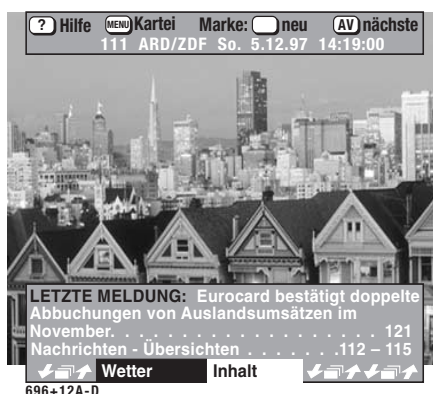 ? Hilfe MENU Kartei Marke: neu AV nächste
111 ARD/ZDF So. 5.12.97 14:19:00
LETZTE MELDUNG: Eurocard bestätigt doppelte
Abbuchungen von Auslandsumsätzen im
November. . . . . . . . . . . . . . . . . . . 121
Nachrichten - Übersichten . . . . . . .112 – 115
Wetter Inhalt
696+12A-D